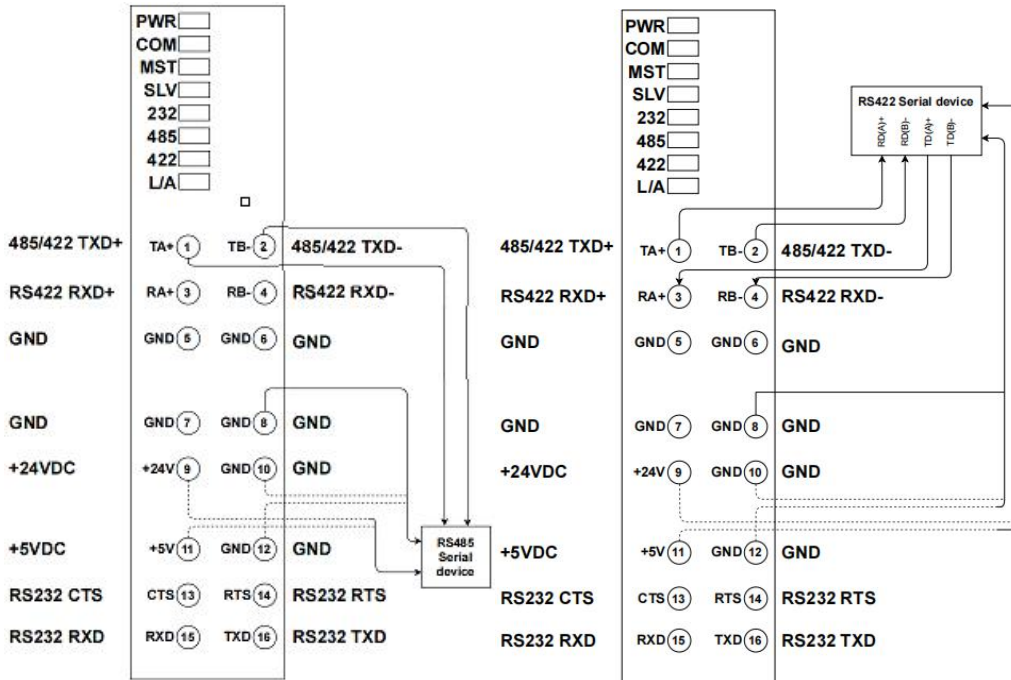 PWR
COM
MST
SLV
232
485
422
L/A
485/422 TXD+ TA+ 1 TB- 2 485/422 TXD-
RS422 RXD+ RA+ 3 RB- 4 RS422 RXD-
GND GND 5 GND 6 GND
GND GND 7 GND 8 GND
+24VDC +24V 9 GND 10 GND
+5VDC +5V 11 GND 12 GND
RS232 CTS CTS 13 RTS 14 RS232 RTS
RS232 RXD RXD 15 TXD 16 RS232 TXD
RS485
Serial
device
PWR
COM
MST
SLV
232
485
422
L/A
RS422 Serial device
RD(A)+
RD(B)-
TD(A)+
TD(B)-
485/422 TXD+ TA+ 1 TB- 2 485/422 TXD-
RS422 RXD+ RA+ 3 RB- 4 RS422 RXD-
GND GND 5 GND 6 GND
GND GND 7 GND 8 GND
+24VDC +24V 9 GND 10 GND
+5VDC +5V 11 GND 12 GND
RS232 CTS CTS 13 RTS 14 RS232 RTS
RS232 RXD RXD 15 TXD 16 RS232 TXD